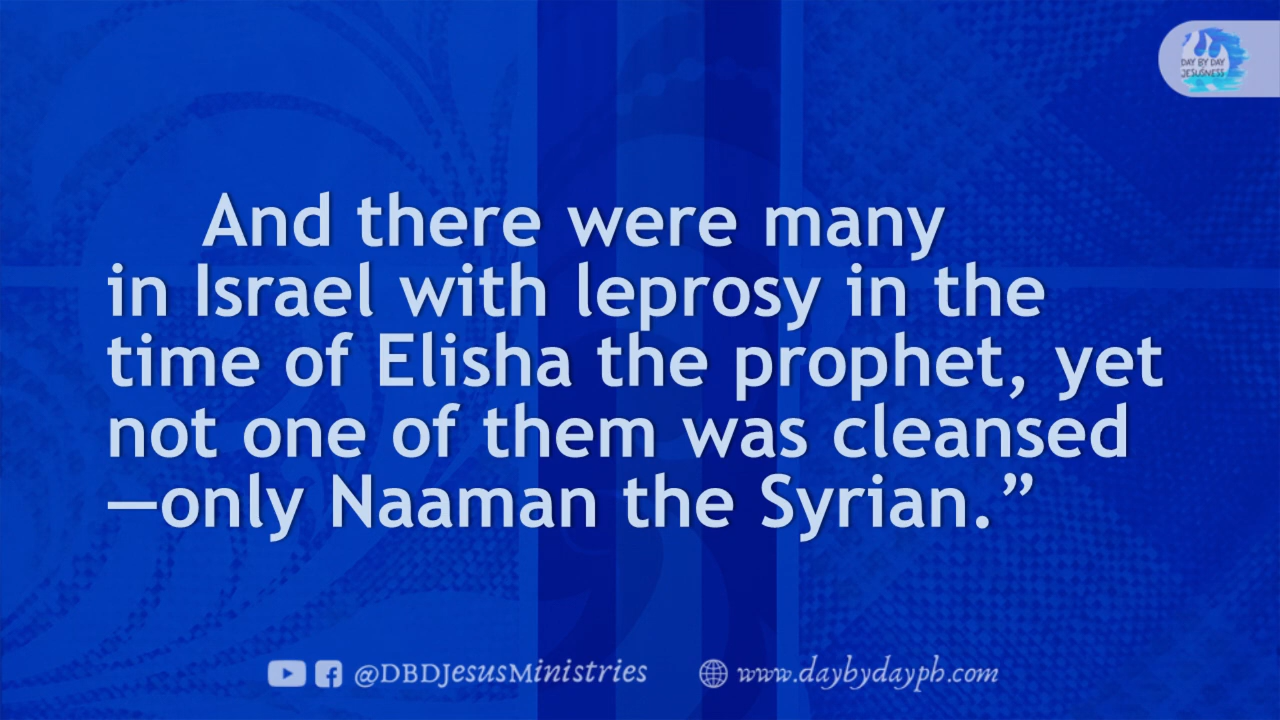 DAY BY DAY
JESUSNESS
And there were many
in Israel with leprosy in the
time of Elisha the prophet, yet
not one of them was cleansed
—only Naaman the Syrian.”
@DBDJesusMinistries www.daybydayph.com